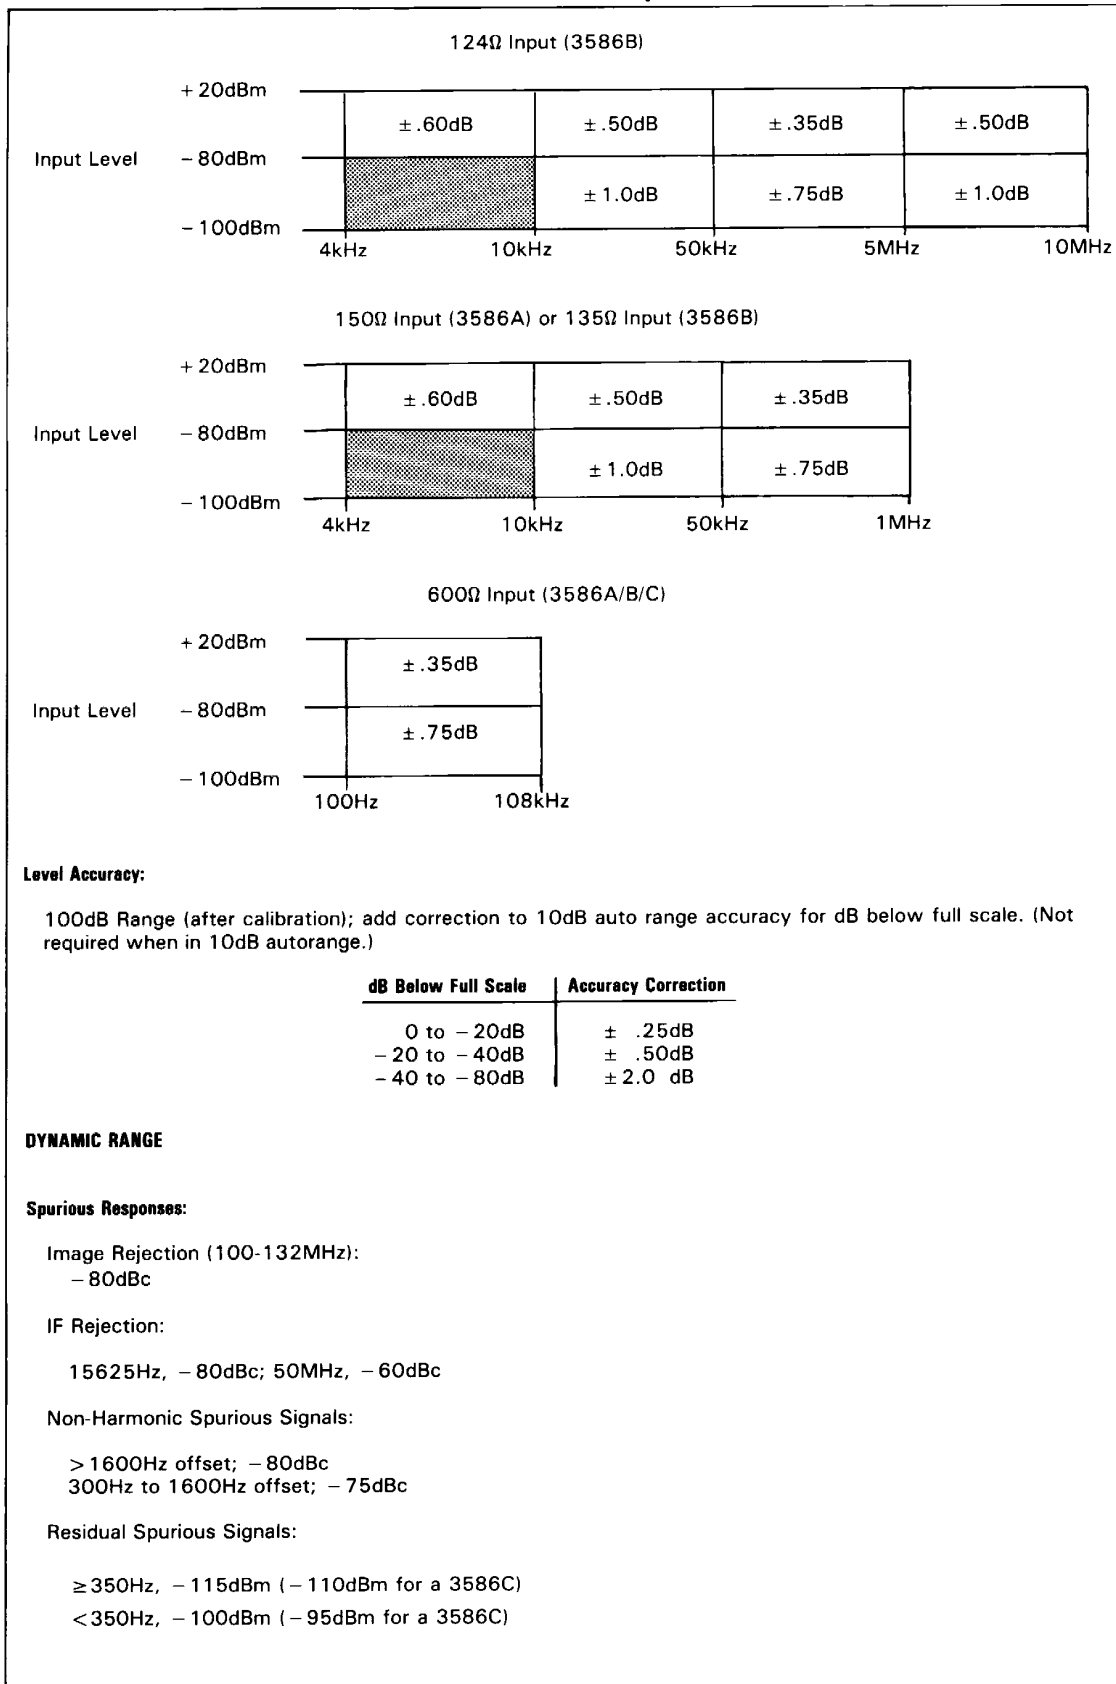 124Ω Input (3586B)
+20dBm
±.60dB ±.50dB ±.35dB ±.50dB
Input Level -80dBm
±1.0dB ±.75dB ±1.0dB
-100dBm
4kHz 10kHz 50kHz 5MHz 10MHz
150Ω Input (3586A) or 135Ω Input (3586B)
+20dBm
±.60dB ±.50dB ±.35dB
Input Level -80dBm
±1.0dB ±.75dB
-100dBm
4kHz 10kHz 50kHz 1MHz
600Ω Input (3586A/B/C)
+20dBm
±.35dB
Input Level -80dBm
±.75dB
-100dBm
100Hz 108kHz
Level Accuracy:
100dB Range (after calibration); add correction to 10dB auto range accuracy for dB below full scale. (Not
required when in 10dB autorange.)
dB Below Full Scale Accuracy Correction
0 to -20dB ± .25dB
-20 to -40dB ± .50dB
-40 to -80dB ±2.0 dB
DYNAMIC RANGE
Spurious Responses:
Image Rejection (100-132MHz):
-80dBc
IF Rejection:
15625Hz, -80dBc; 50MHz, -60dBc
Non-Harmonic Spurious Signals:
>1600Hz offset; -80dBc
300Hz to 1600Hz offset; -75dBc
Residual Spurious Signals:
≥350Hz, -115dBm (-110dBm for a 3586C)
<350Hz, -100dBm (-95dBm for a 3586C)